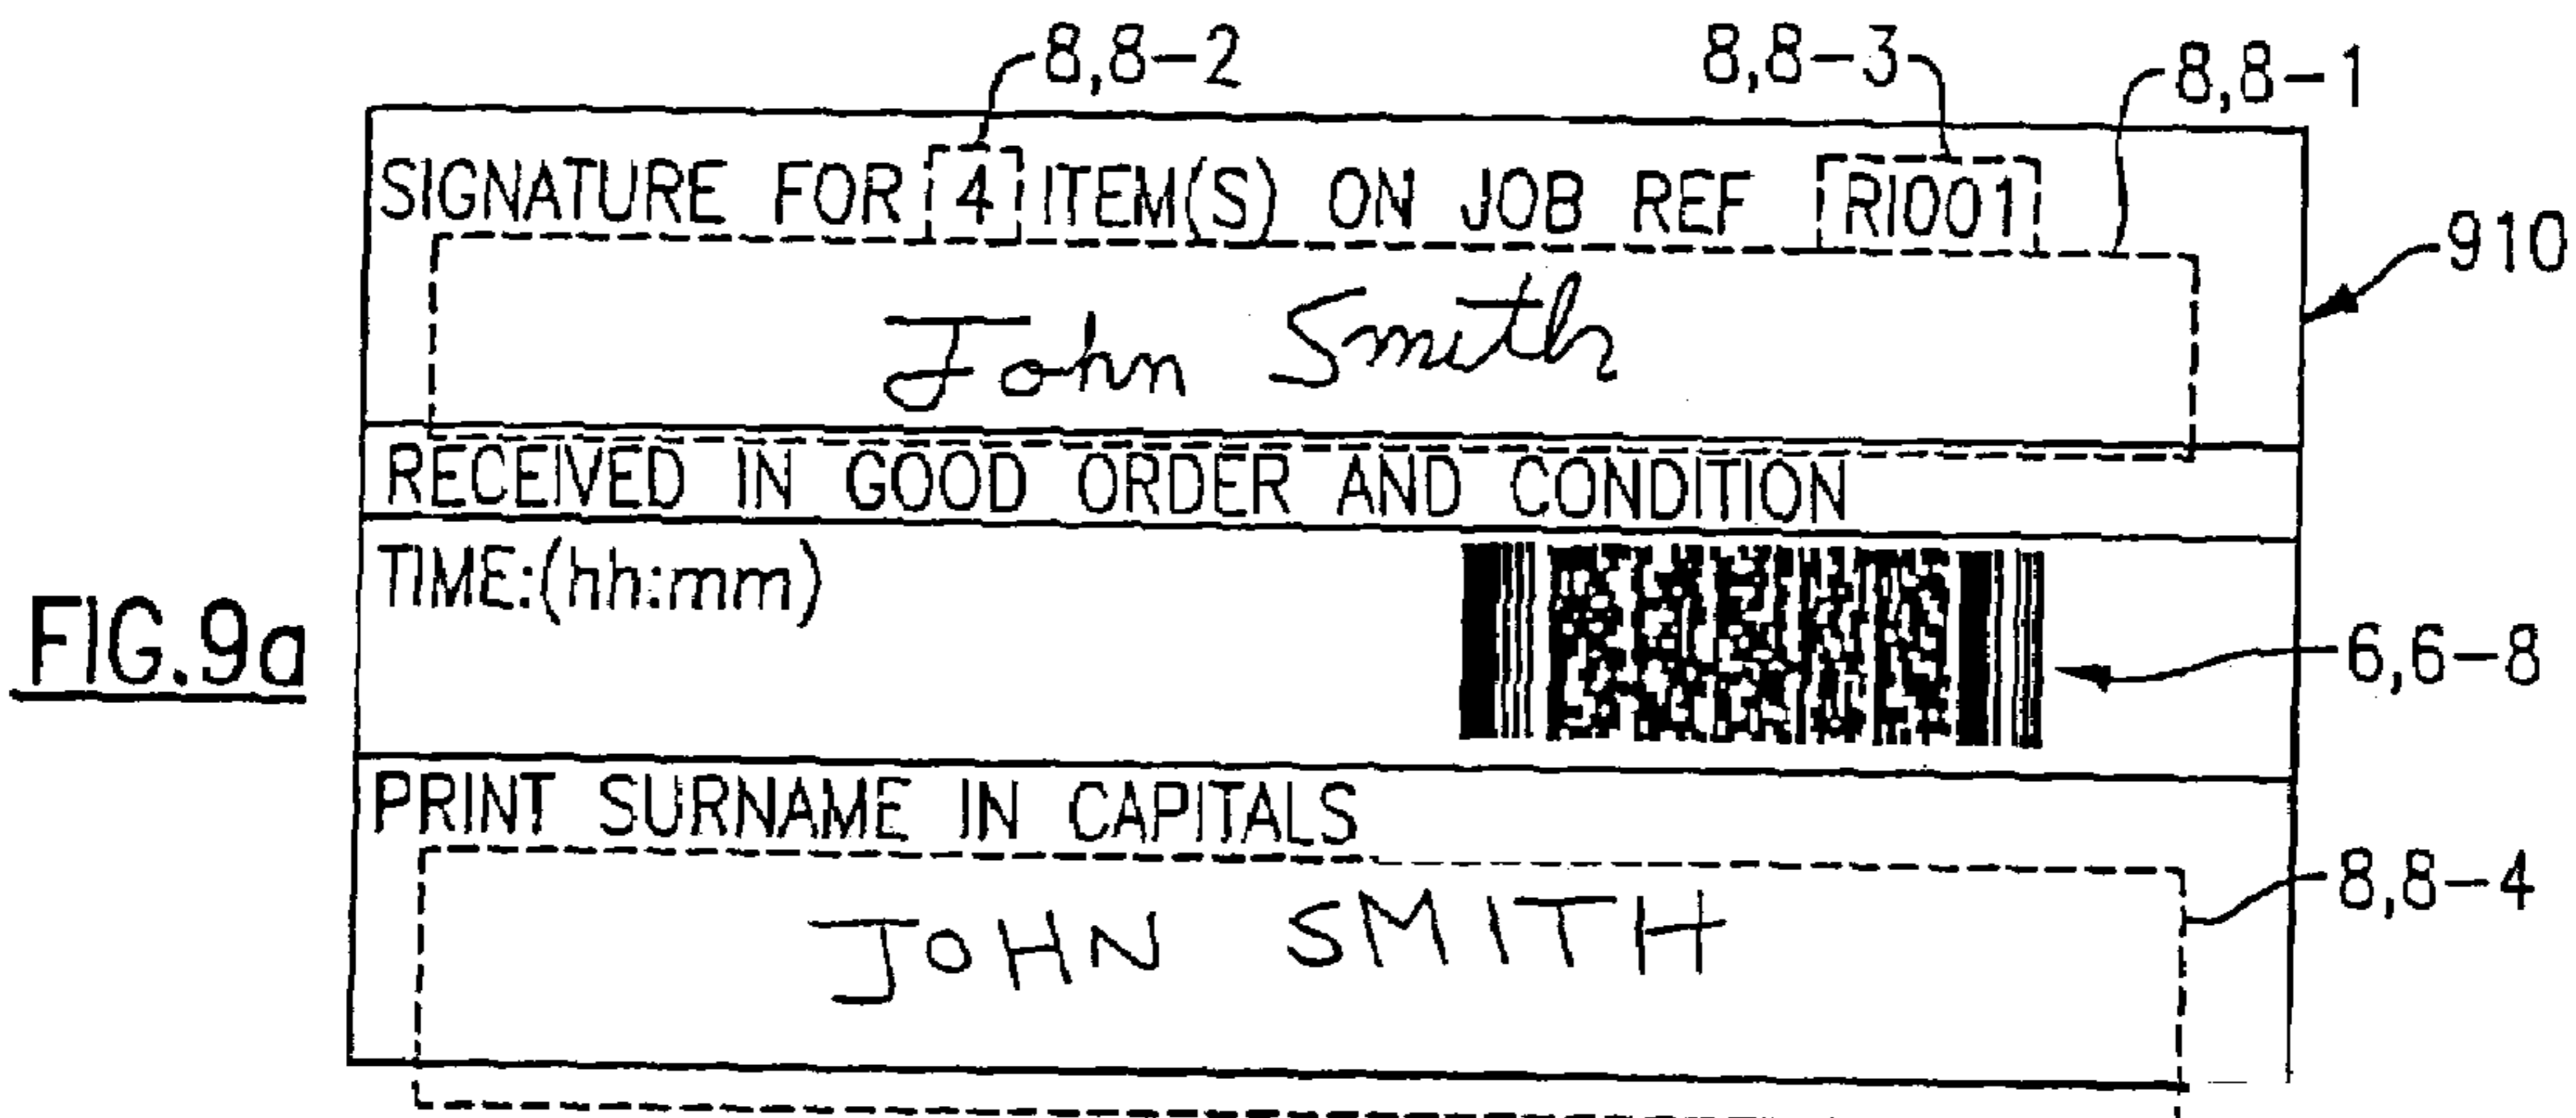 8,8-2 8,8-3 8,8-1
SIGNATURE FOR 4 ITEM(S) ON JOB REF RI001
910
John Smith
RECEIVED IN GOOD ORDER AND CONDITION
TIME:(hh:mm)
FIG.9a
6,6-8
PRINT SURNAME IN CAPITALS
8,8-4
JOHN SMITH